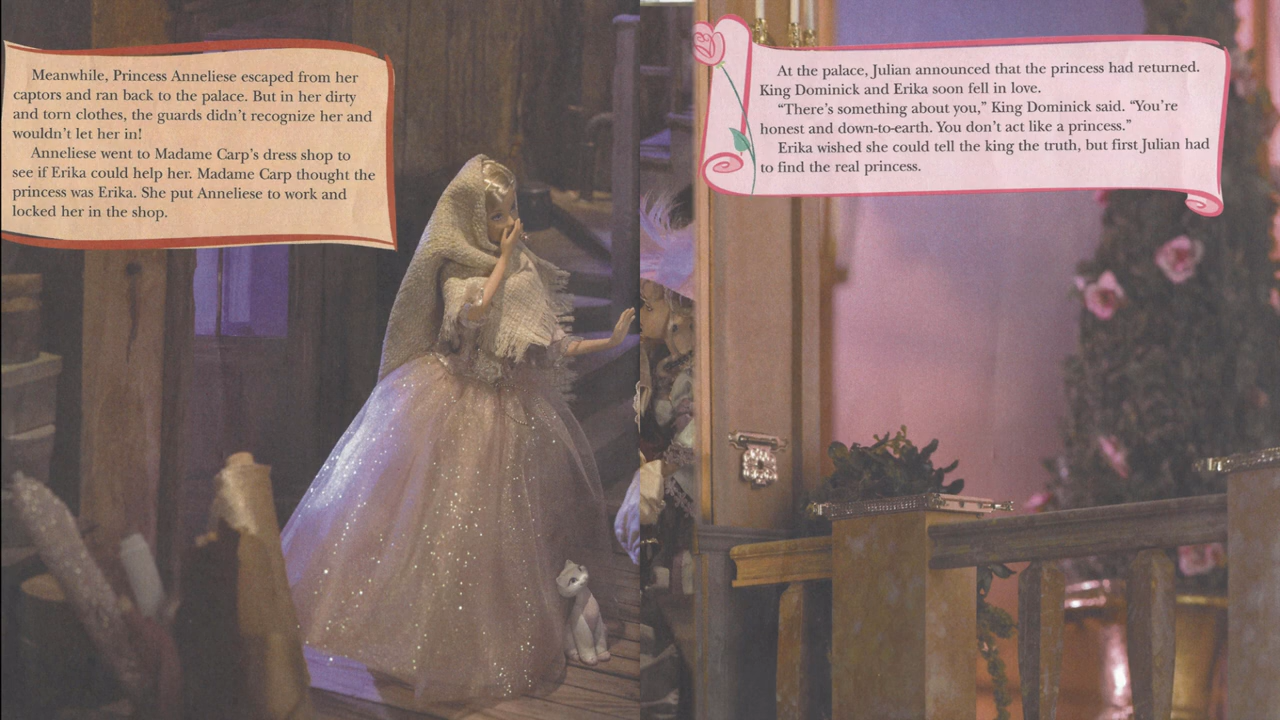 Meanwhile, Princess Anneliese escaped from her
captors and ran back to the palace. But in her dirty
and torn clothes, the guards didn't recognize her and
wouldn't let her in!
Anneliese went to Madame Carp's dress shop to
see if Erika could help her. Madame Carp thought the
princess was Erika. She put Anneliese to work and
locked her in the shop.
At the palace, Julian announced that the princess had returned.
King Dominick and Erika soon fell in love.
“There's something about you,” King Dominick said. “You're
honest and down-to-earth. You don't act like a princess.”
Erika wished she could tell the king the truth, but first Julian had
to find the real princess.